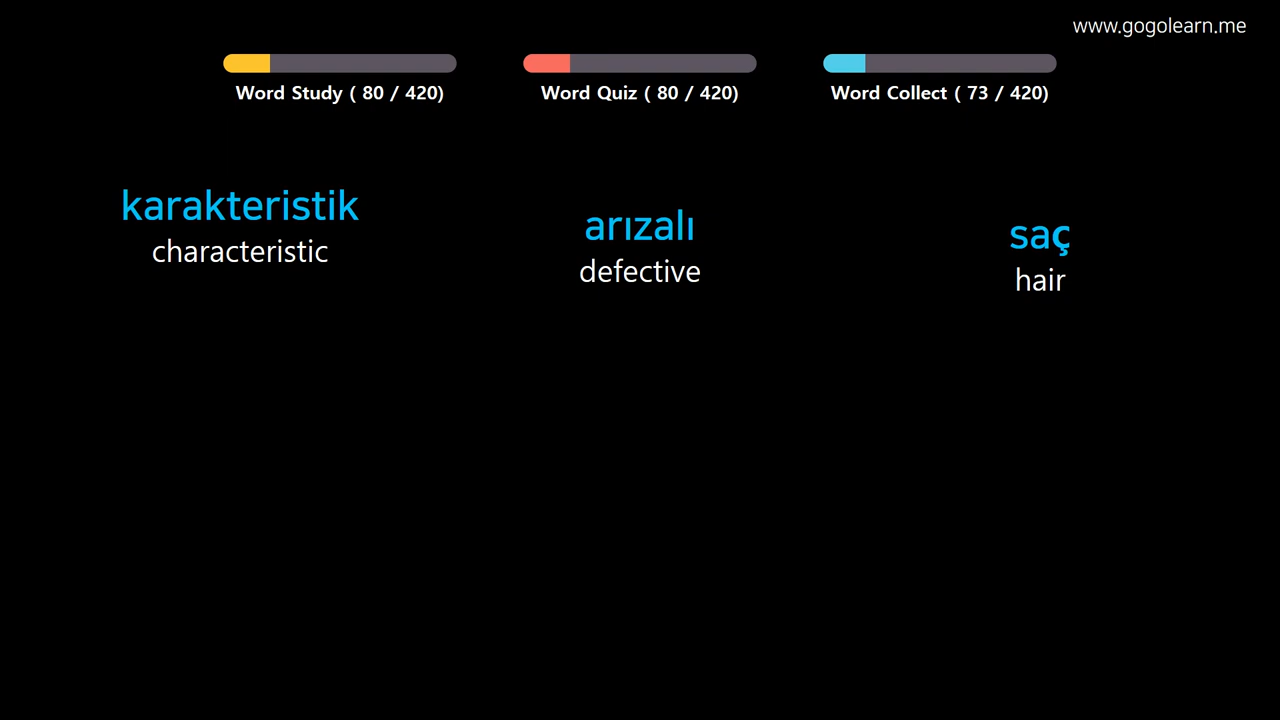 www.gogolearn.me
Word Study ( 80 / 420)
Word Quiz ( 80 / 420)
Word Collect ( 73 / 420)
karakteristik
characteristic
arızalı
defective
saç
hair